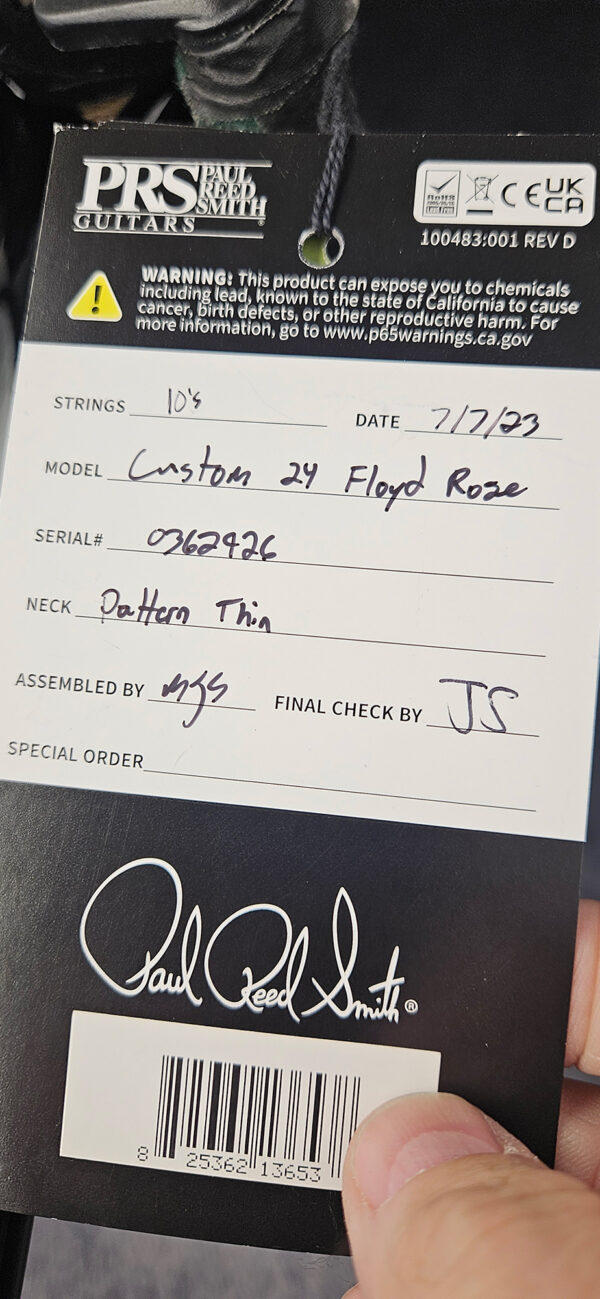 PRS PAUL REED SMITH
GUITARS
RoHS
CE UK CA
100483:001 REV D
WARNING: This product can expose you to chemicals
including lead, known to the state of California to cause
cancer, birth defects, or other reproductive harm. For
more information, go to www.p65warnings.ca.gov
STRINGS 10's DATE 7/7/23
MODEL Custom 24 Floyd Rose
SERIAL# 0362426
NECK Pattern Thin
ASSEMBLED BY FINAL CHECK BY JS
SPECIAL ORDER
Paul Reed Smith®
8 25362 13653